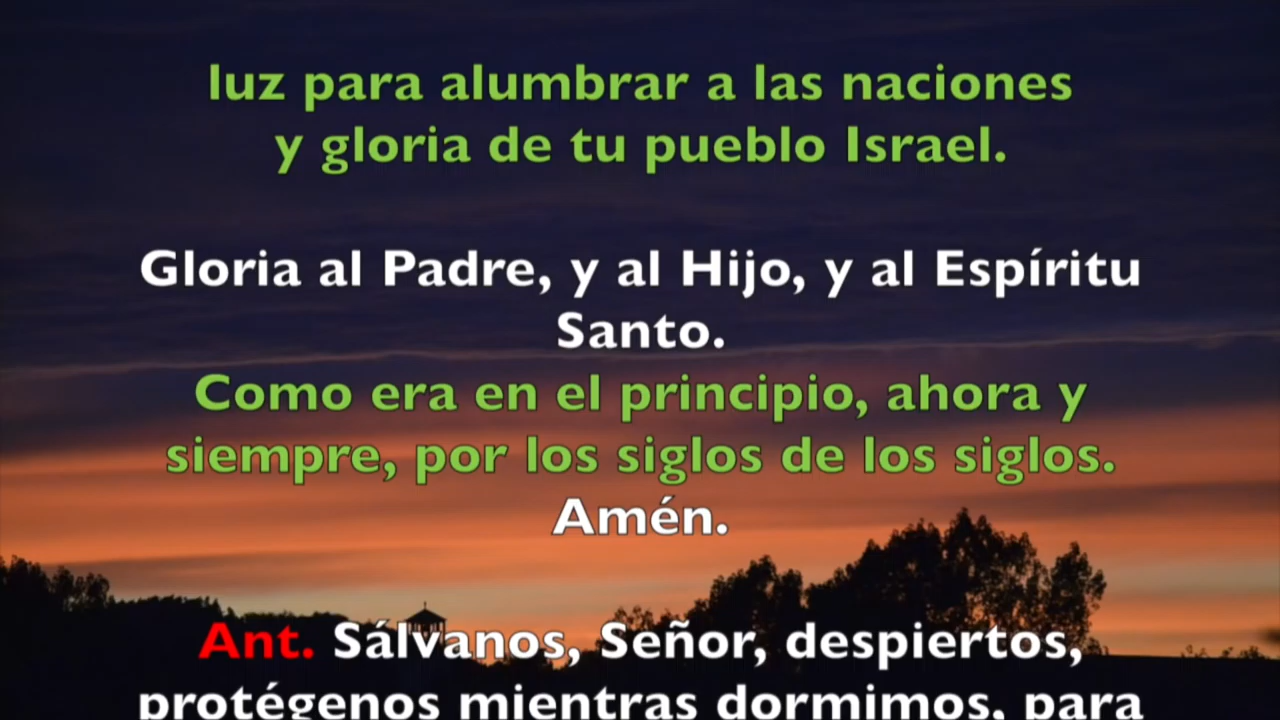 luz para alumbrar a las naciones
y gloria de tu pueblo Israel.
Gloria al Padre, y al Hijo, y al Espíritu
Santo.
Como era en el principio, ahora y
siempre, por los siglos de los siglos.
Amén.
Ant. Sálvanos, Señor, despiertos,
protégenos mientras dormimos, para